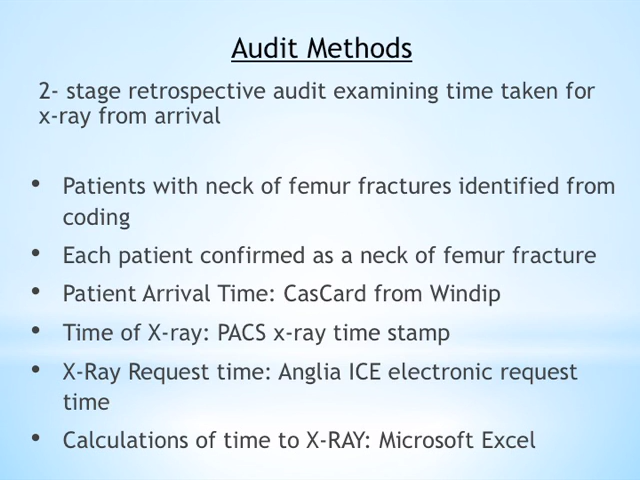 Audit Methods
2- stage retrospective audit examining time taken for
x-ray from arrival
• Patients with neck of femur fractures identified from
coding
• Each patient confirmed as a neck of femur fracture
• Patient Arrival Time: CasCard from Windip
• Time of X-ray: PACS x-ray time stamp
• X-Ray Request time: Anglia ICE electronic request
time
• Calculations of time to X-RAY: Microsoft Excel